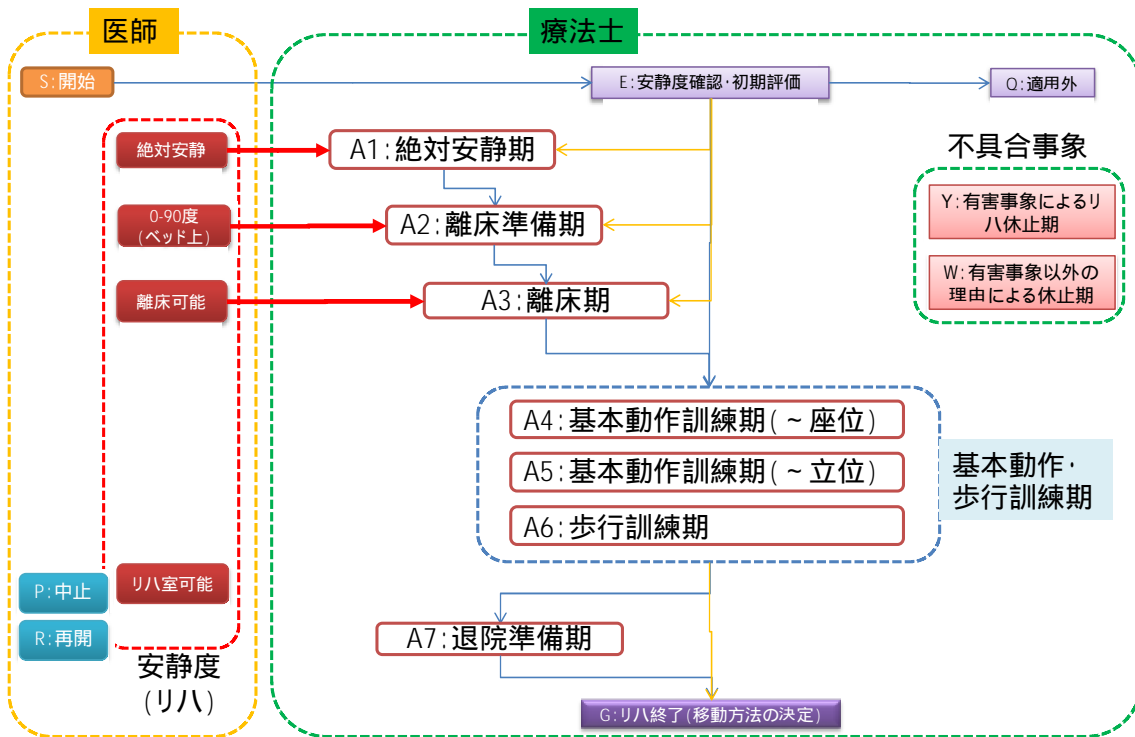 医師
療法士
S:開始
E:安静度確認・初期評価
Q:適用外
絶対安静
A1:絶対安静期
不具合事象
0-90度
(ベッド上)
A2:離床準備期
Y:有害事象によるリ
ハ休止期
離床可能
A3:離床期
W:有害事象以外の
理由による休止期
A4:基本動作訓練期(~座位)
A5:基本動作訓練期(~立位)
A6:歩行訓練期
基本動作・
歩行訓練期
P:中止
リハ室可能
R:再開
A7:退院準備期
安静度
(リハ)
G:リハ終了(移動方法の決定)